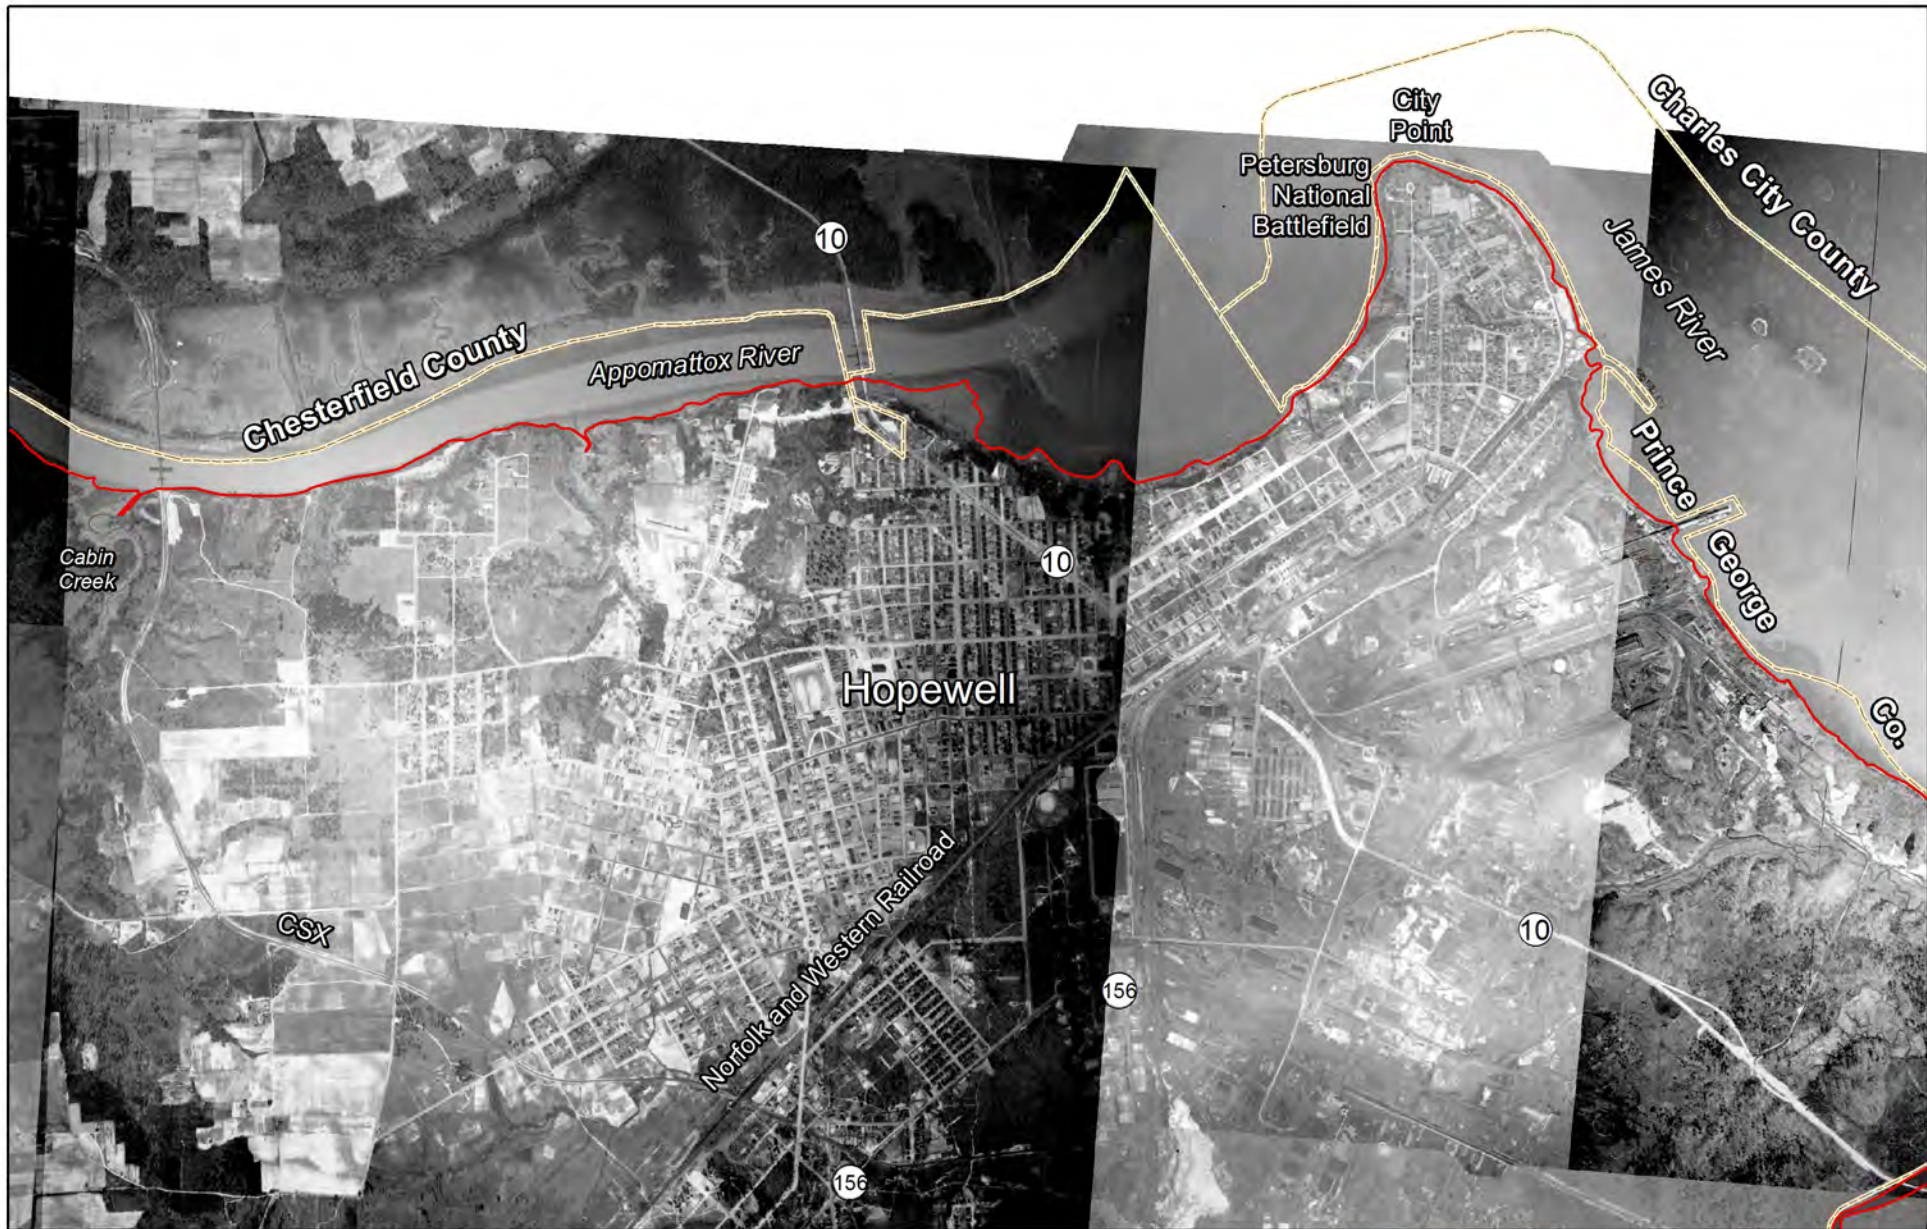 City
Point
Charles City County
Petersburg
National
Battlefield
10
James River
Chesterfield County
Appomattox River
Prince
George
Co.
Cabin
Creek
10
Hopewell
Norfolk and Western Railroad
CSX
10
156
156